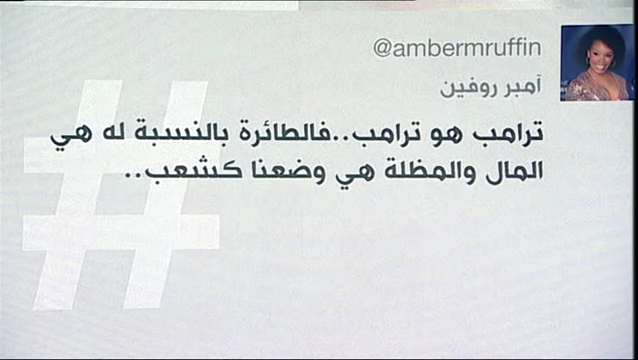 @ambermruffin
آمبر روفين
ترامب هو ترامب..فالطائرة بالنسبة له هي
المال والمظلة هي وضعنا كشعب..